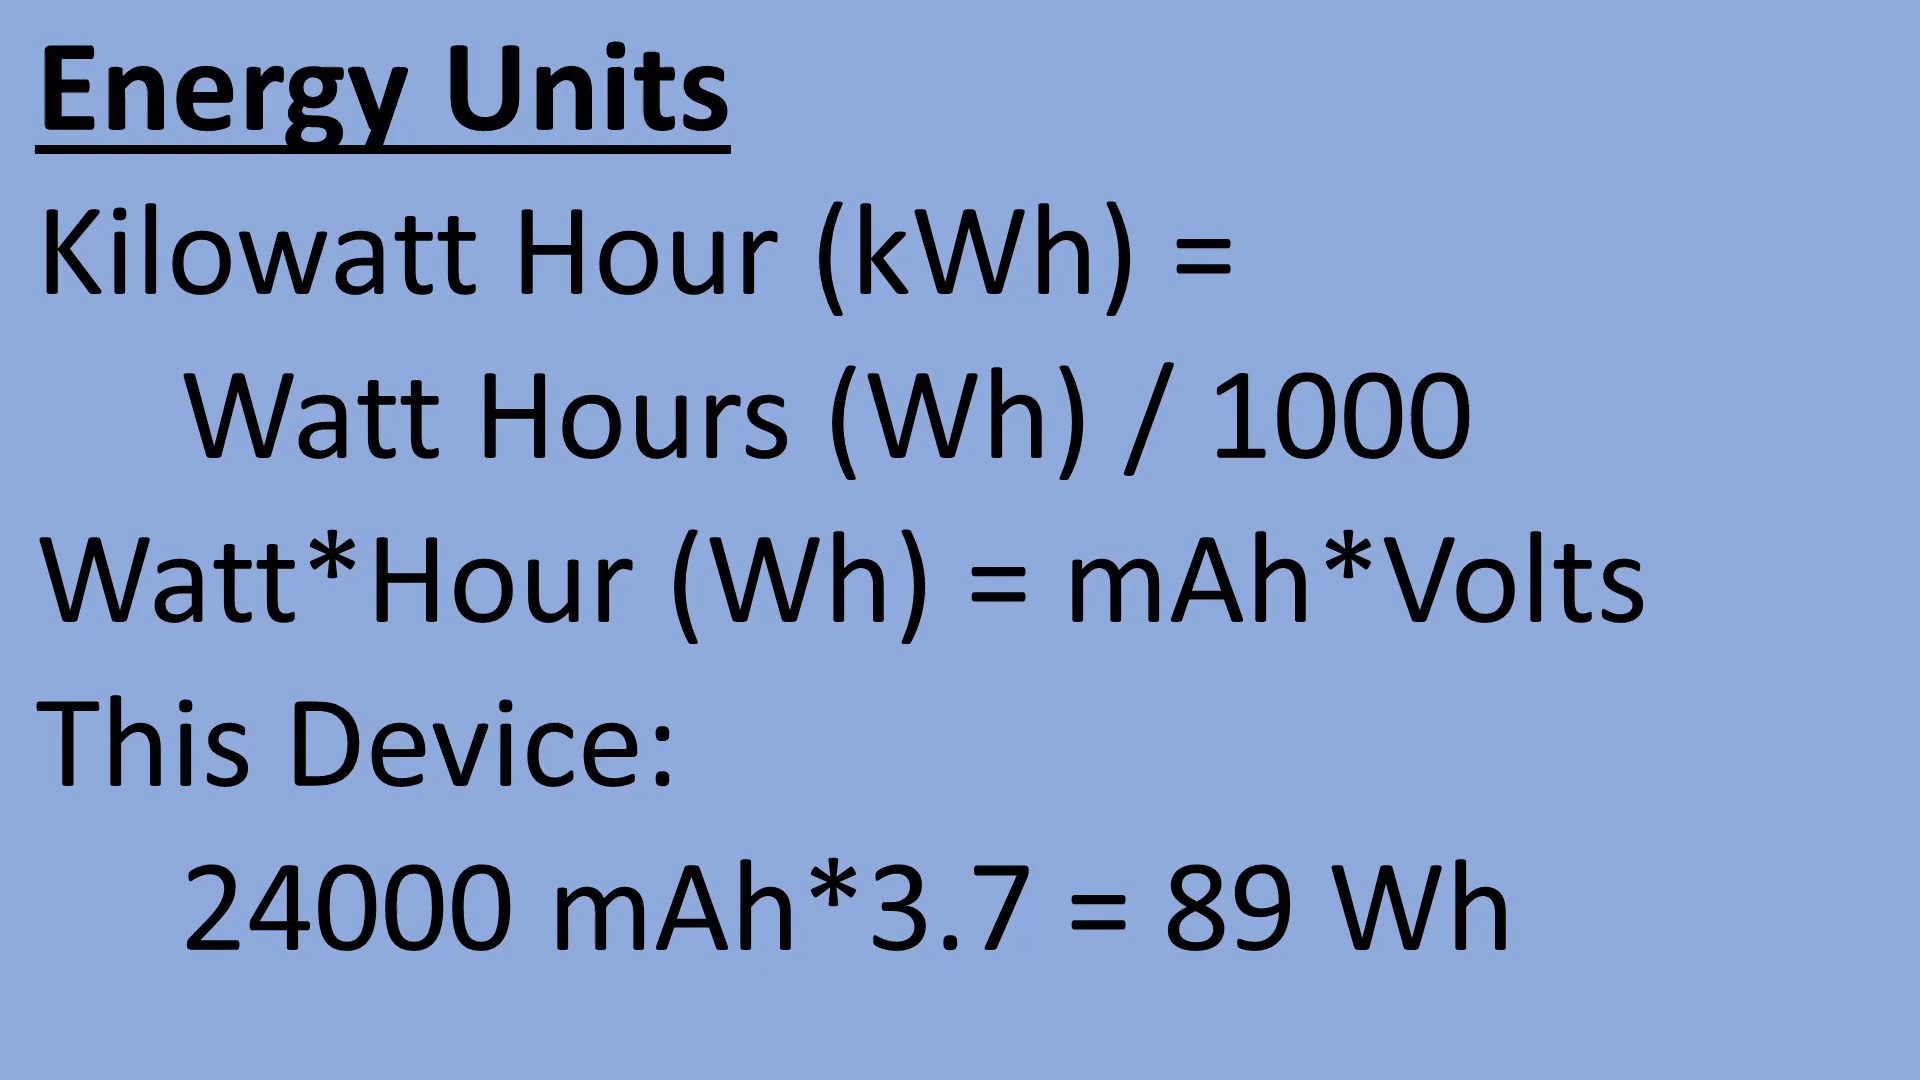 Energy Units
Kilowatt Hour (kWh) =
Watt Hours (Wh) / 1000
Watt*Hour (Wh) = mAh*Volts
This Device:
24000 mAh*3.7 = 89 Wh